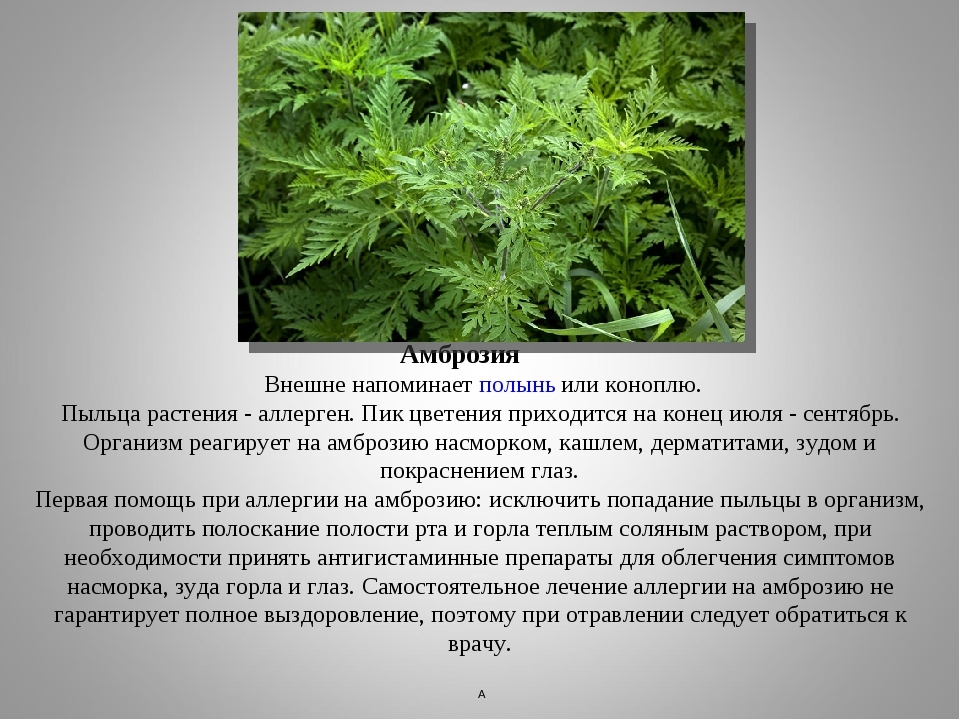 Амброзия
Внешне напоминает полынь или коноплю.
Пыльца растения - аллерген. Пик цветения приходится на конец июля - сентябрь.
Организм реагирует на амброзию насморком, кашлем, дерматитами, зудом и
покраснением глаз.
Первая помощь при аллергии на амброзию: исключить попадание пыльцы в организм,
проводить полоскание полости рта и горла теплым соляным раствором, при
необходимости принять антигистаминные препараты для облегчения симптомов
насморка, зуда горла и глаз. Самостоятельное лечение аллергии на амброзию не
гарантирует полное выздоровление, поэтому при отравлении следует обратиться к
врачу.
А